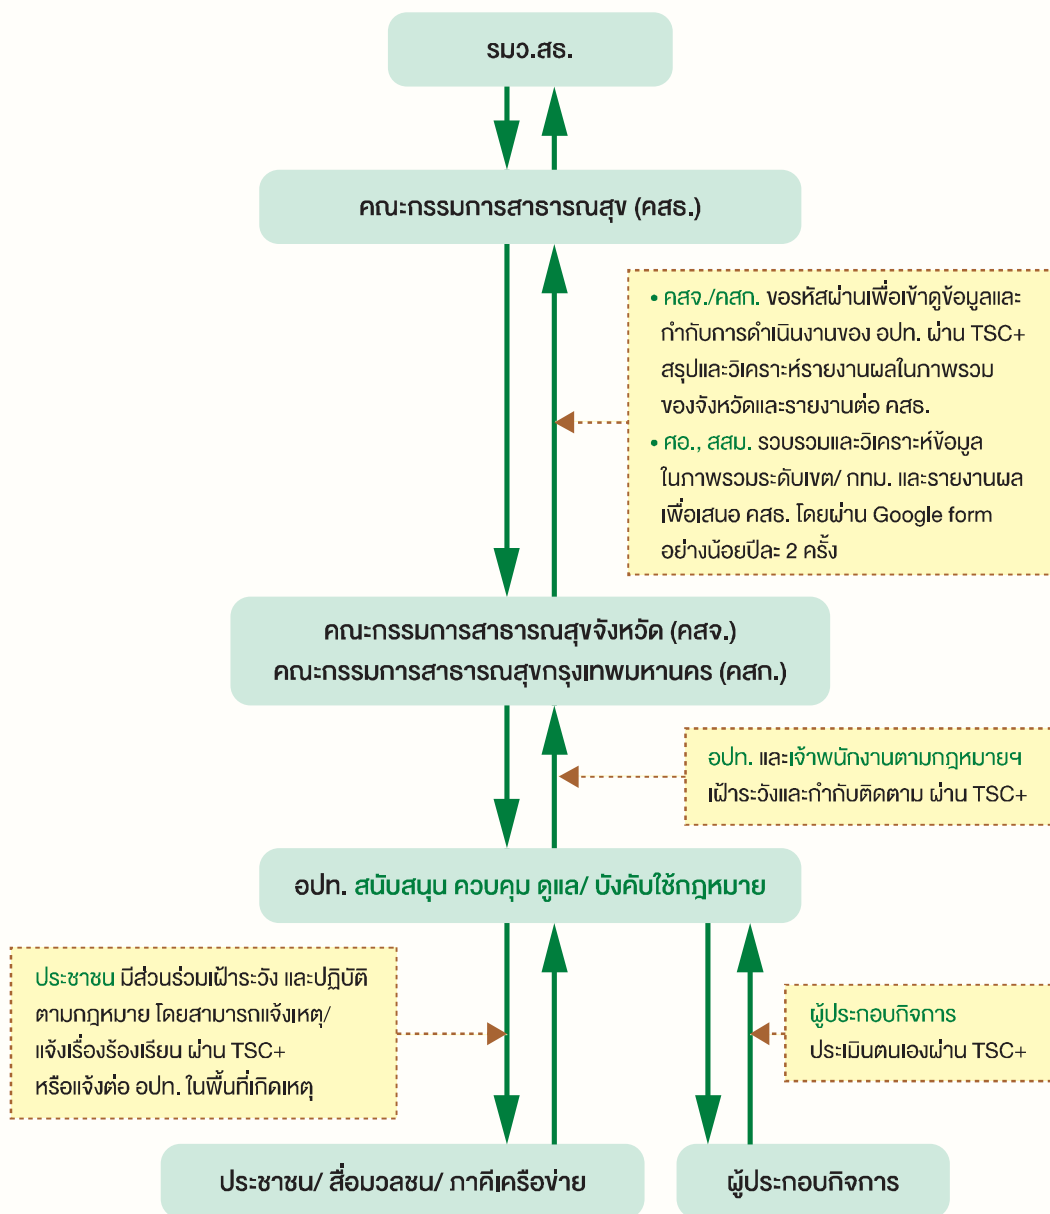 รมว.สธ.
คณะกรรมการสาธารณสุข (คสธ.)
• คสจ./คสก. ขอรหัสผ่านเพื่อเข้าดูข้อมูลและ
กำกับการดำเนินงานของ อปท. ผ่าน TSC+
สรุปและวิเคราะห์รายงานผลในภาพรวม
ของจังหวัดและรายงานต่อ คสธ.
• ศอ., สสม. รวบรวมและวิเคราะห์ข้อมูล
ในภาพรวมระดับเขต/ กทม. และรายงานผล
เพื่อเสนอ คสธ. โดยผ่าน Google form
อย่างน้อยปีละ 2 ครั้ง
คณะกรรมการสาธารณสุขจังหวัด (คสจ.)
คณะกรรมการสาธารณสุขกรุงเทพมหานคร (คสก.)
อปท. และเจ้าพนักงานตามกฎหมายฯ
เฝ้าระวังและกำกับติดตาม ผ่าน TSC+
อปท. สนับสนุน ควบคุม ดูแล/ บังคับใช้กฎหมาย
ประชาชน มีส่วนร่วมเฝ้าระวัง และปฏิบัติ
ตามกฎหมาย โดยสามารถแจ้งเหตุ/
แจ้งเรื่องร้องเรียน ผ่าน TSC+
หรือแจ้งต่อ อปท. ในพื้นที่เกิดเหตุ
ผู้ประกอบกิจการ
ประเมินตนเองผ่าน TSC+
ประชาชน/ สื่อมวลชน/ ภาคีเครือข่าย
ผู้ประกอบกิจการ